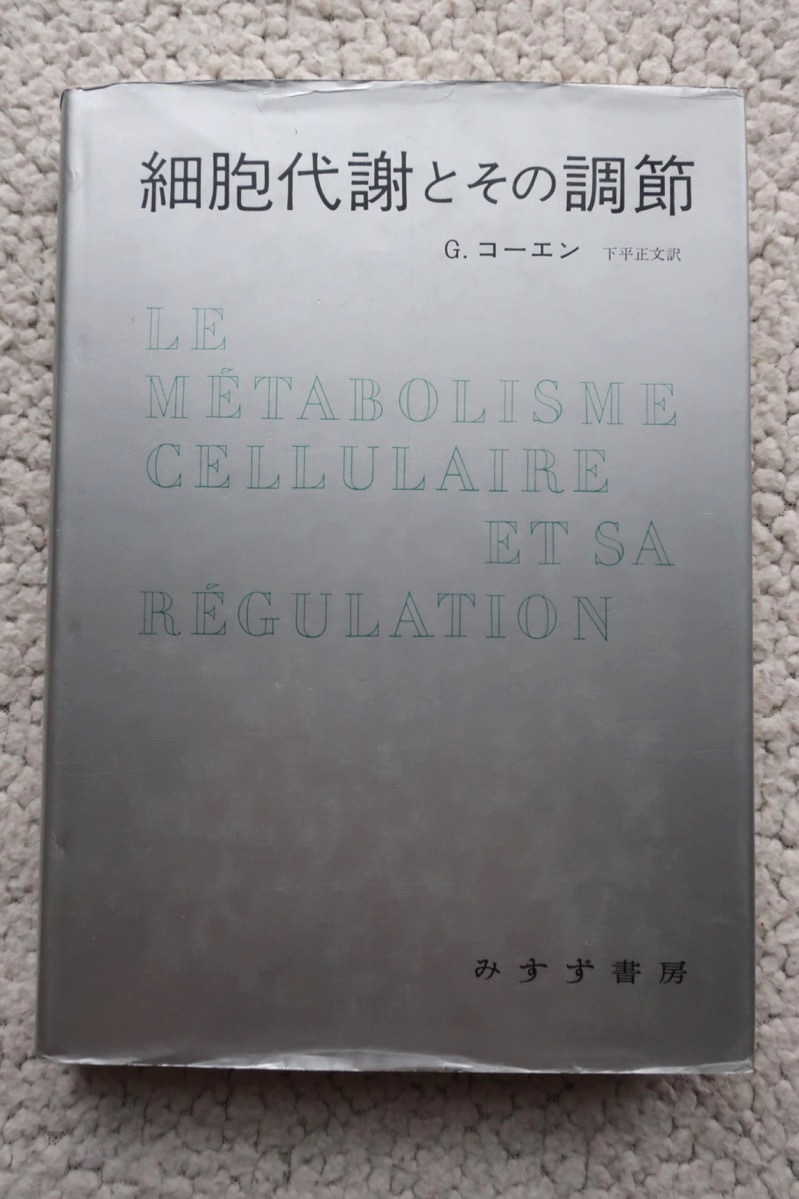 細胞代謝とその調節
G. コーエン 下平正文訳
LE
MÉTABOLISME
CELLULAIRE
ET SA
RÉGULATION
みすず書房